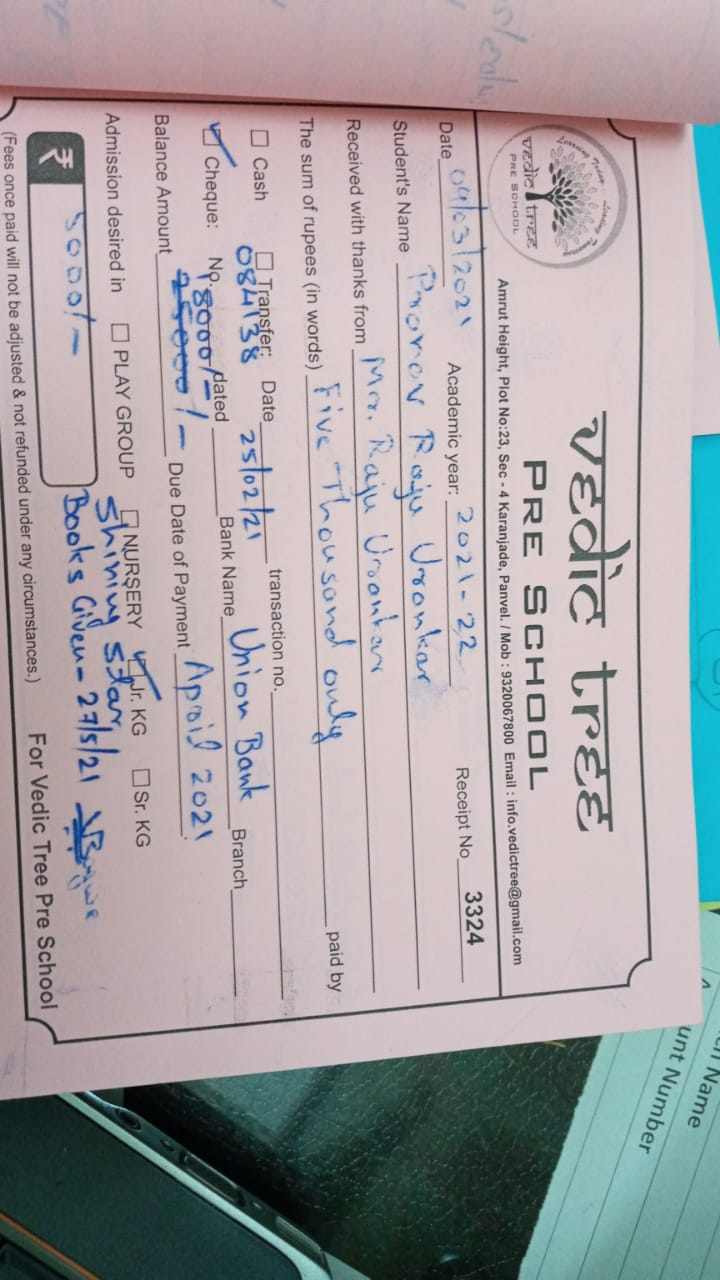 Learning Through Living
vedic tree
PRE SCHOOL
vedic tree
PRE SCHOOL
Amrut Height, Plot No:23, Sec - 4 Karanjade, Panvel. / Mob : 9320067800 Email : info.vedictree@gmail.com
Date 04/03/2021 Academic year: 2021-22 Receipt No 3324
Student's Name Pranav Raju Urankar
Received with thanks from Mr. Raju Urankar
The sum of rupees (in words) Five Thousand only paid by
☐ Cash ☐ Transfer: Date transaction no.
☑ Cheque: No. 084138 dated 25/02/21 Bank Name Union Bank Branch
8000/-
Balance Amount 25000/- Due Date of Payment April 2021
Admission desired in ☐ PLAY GROUP ☐ NURSERY ☑ Jr. KG ☐ Sr. KG
Shining Star
₹ 5000/- Books Given - 27/5/21
(Fees once paid will not be adjusted & not refunded under any circumstances.) For Vedic Tree Pre School
Name
unt Number